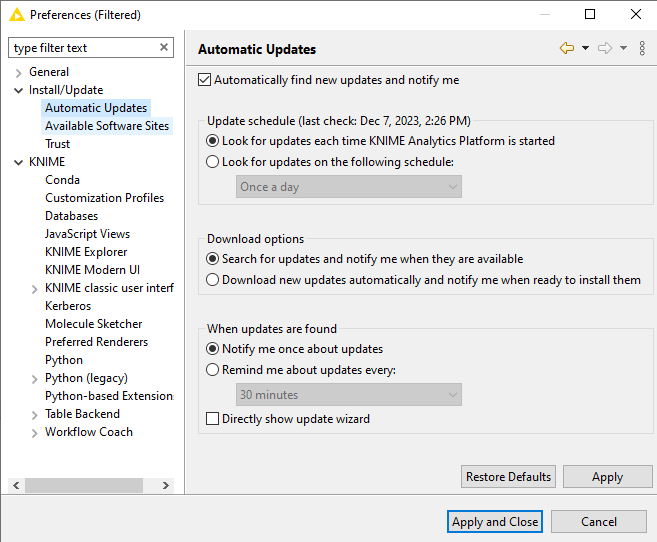 Preferences (Filtered)
type filter text
General
Install/Update
Automatic Updates
Available Software Sites
Trust
KNIME
Conda
Customization Profiles
Databases
JavaScript Views
KNIME Explorer
KNIME Modern UI
KNIME classic user interf
Kerberos
Molecule Sketcher
Preferred Renderers
Python
Python (legacy)
Python-based Extension
Table Backend
Workflow Coach
Automatic Updates
Automatically find new updates and notify me
Update schedule (last check: Dec 7, 2023, 2:26 PM)
Look for updates each time KNIME Analytics Platform is started
Look for updates on the following schedule:
Once a day
Download options
Search for updates and notify me when they are available
Download new updates automatically and notify me when ready to install them
When updates are found
Notify me once about updates
Remind me about updates every:
30 minutes
Directly show update wizard
Restore Defaults
Apply
Apply and Close
Cancel